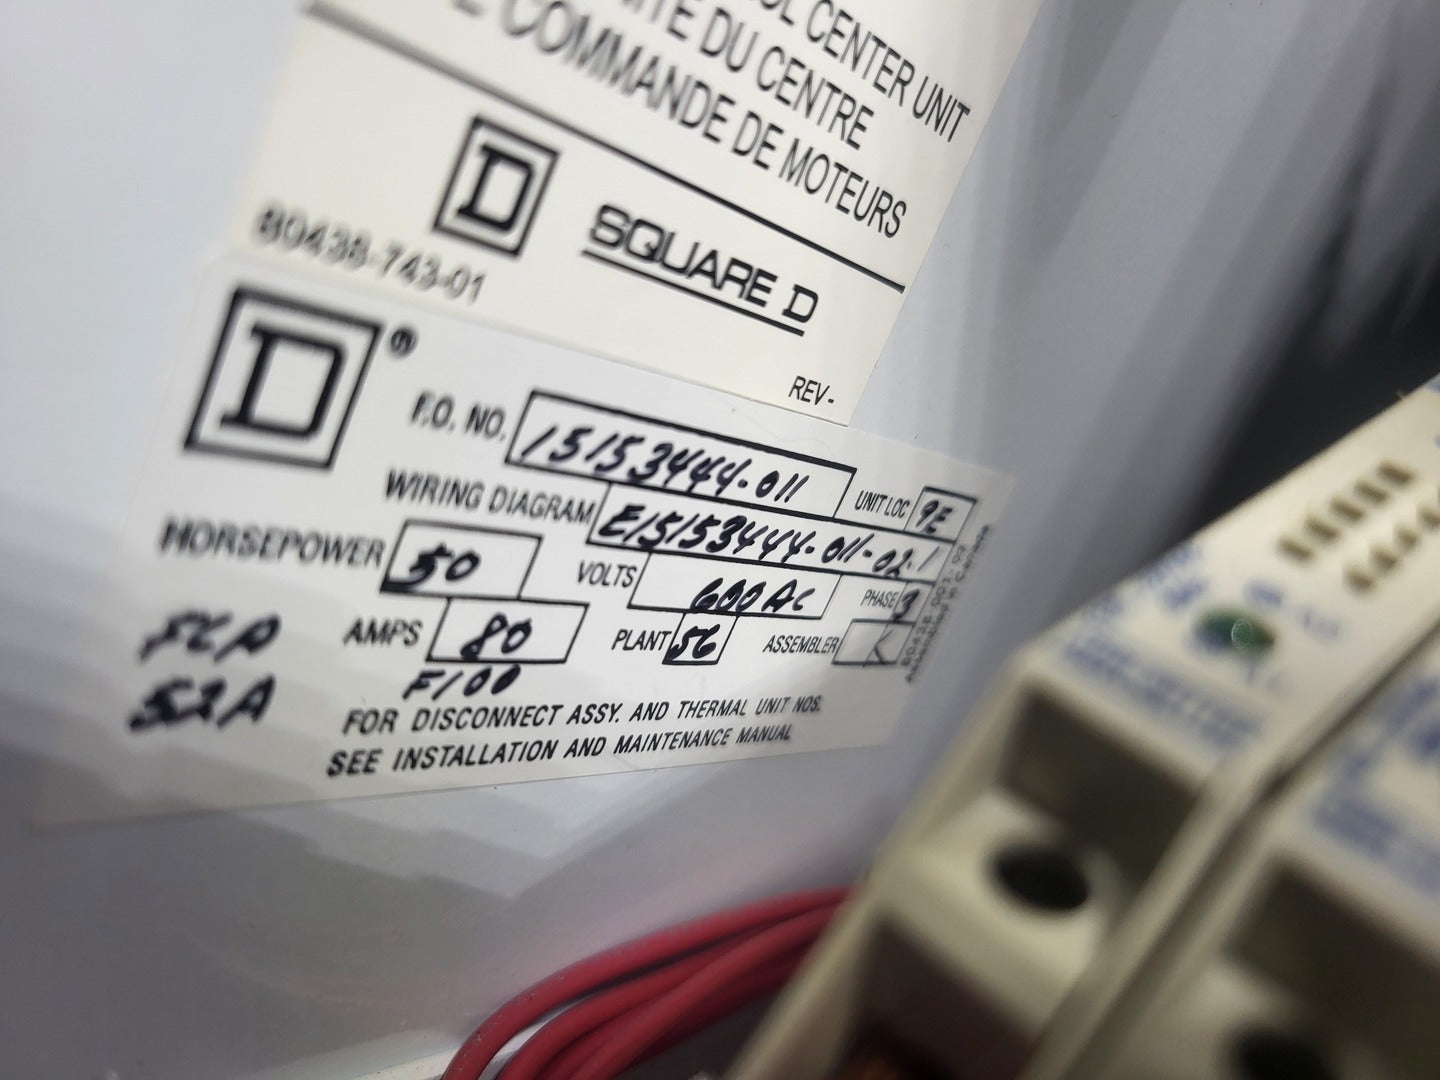 CENTER UNIT
DU CENTRE
COMMANDE DE MOTEURS
D SQUARE D
80438-743-01
REV-
D®
F.O. NO. 15153444-011 UNIT LOC 9E
WIRING DIAGRAM E15153444-011-02.1
HORSEPOWER 50 VOLTS 600 AC PHASE 3
FLA AMPS 80 PLANT 56 ASSEMBLER K
52A F100
FOR DISCONNECT ASSY. AND THERMAL UNIT NOS.
SEE INSTALLATION AND MAINTENANCE MANUAL